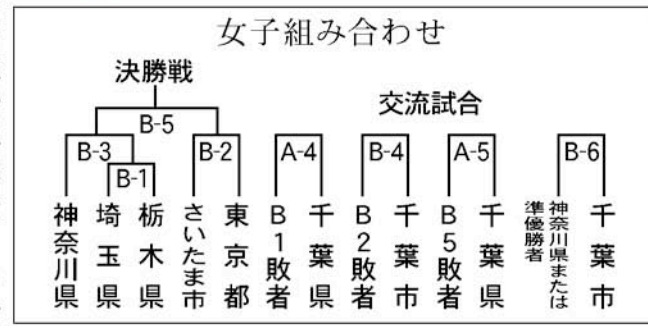 女子組み合わせ
決勝戦
交流試合
B-5
B-3
B-2
A-4
B-4
A-5
B-6
B-1
神奈川県
埼玉県
栃木県
さいたま市
東京都
B1敗者
千葉県
B2敗者
千葉市
B5敗者
千葉県
神奈川県または
準優勝者
千葉市